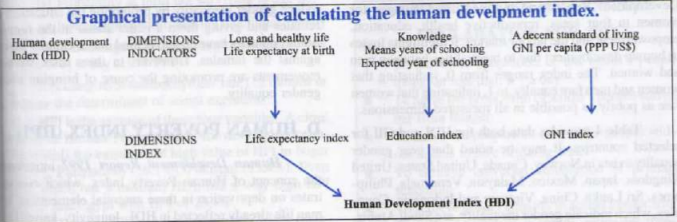 Graphical presentation of calculating the human develpment index.
Human development Index (HDI)
DIMENSIONS INDICATORS
Long and healthy life
Life expectancy at birth
Knowledge
Means years of schooling
Expected year of schooling
A decent standard of living
GNI per capita (PPP US$)
DIMENSIONS INDEX
Life expectancy index
Education index
GNI index
Human Development Index (HDI)